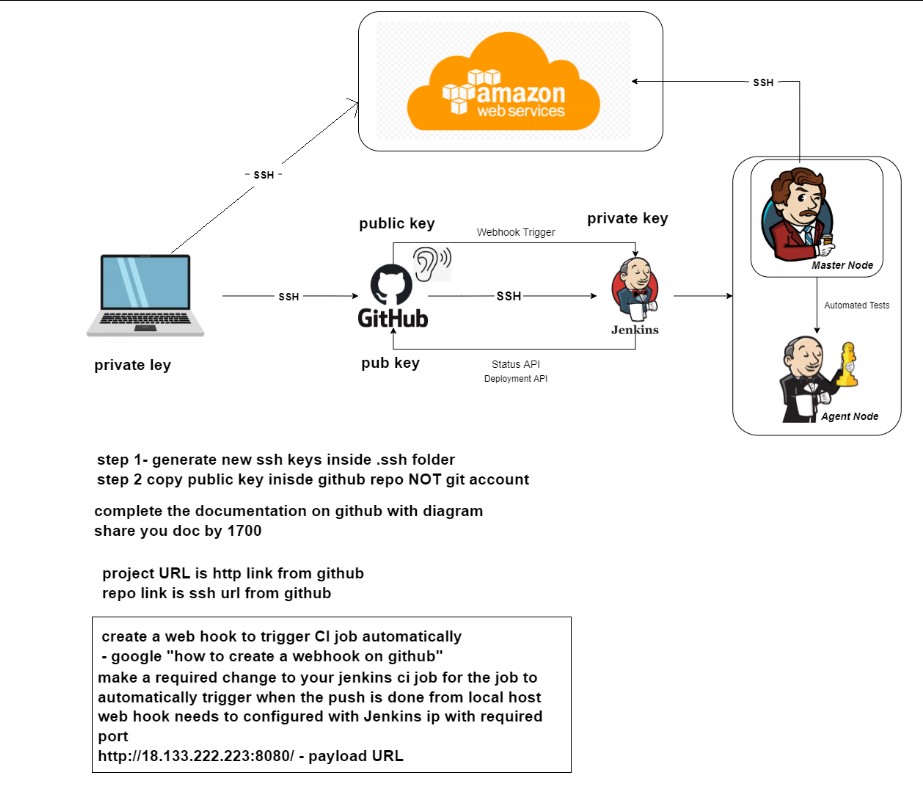 amazon
web services
SSH
SSH
public key
private key
Webhook Trigger
Master Node
SSH
GitHub
SSH
Jenkins
Automated Tests
private ley
pub key
Status API
Deployment API
Agent Node
step 1- generate new ssh keys inside .ssh folder
step 2 copy public key inisde github repo NOT git account
complete the documentation on github with diagram
share you doc by 1700
project URL is http link from github
repo link is ssh url from github
create a web hook to trigger CI job automatically
- google "how to create a webhook on github"
make a required change to your jenkins ci job for the job to
automatically trigger when the push is done from local host
web hook needs to configured with Jenkins ip with required
port
http://18.133.222.223:8080/ - payload URL